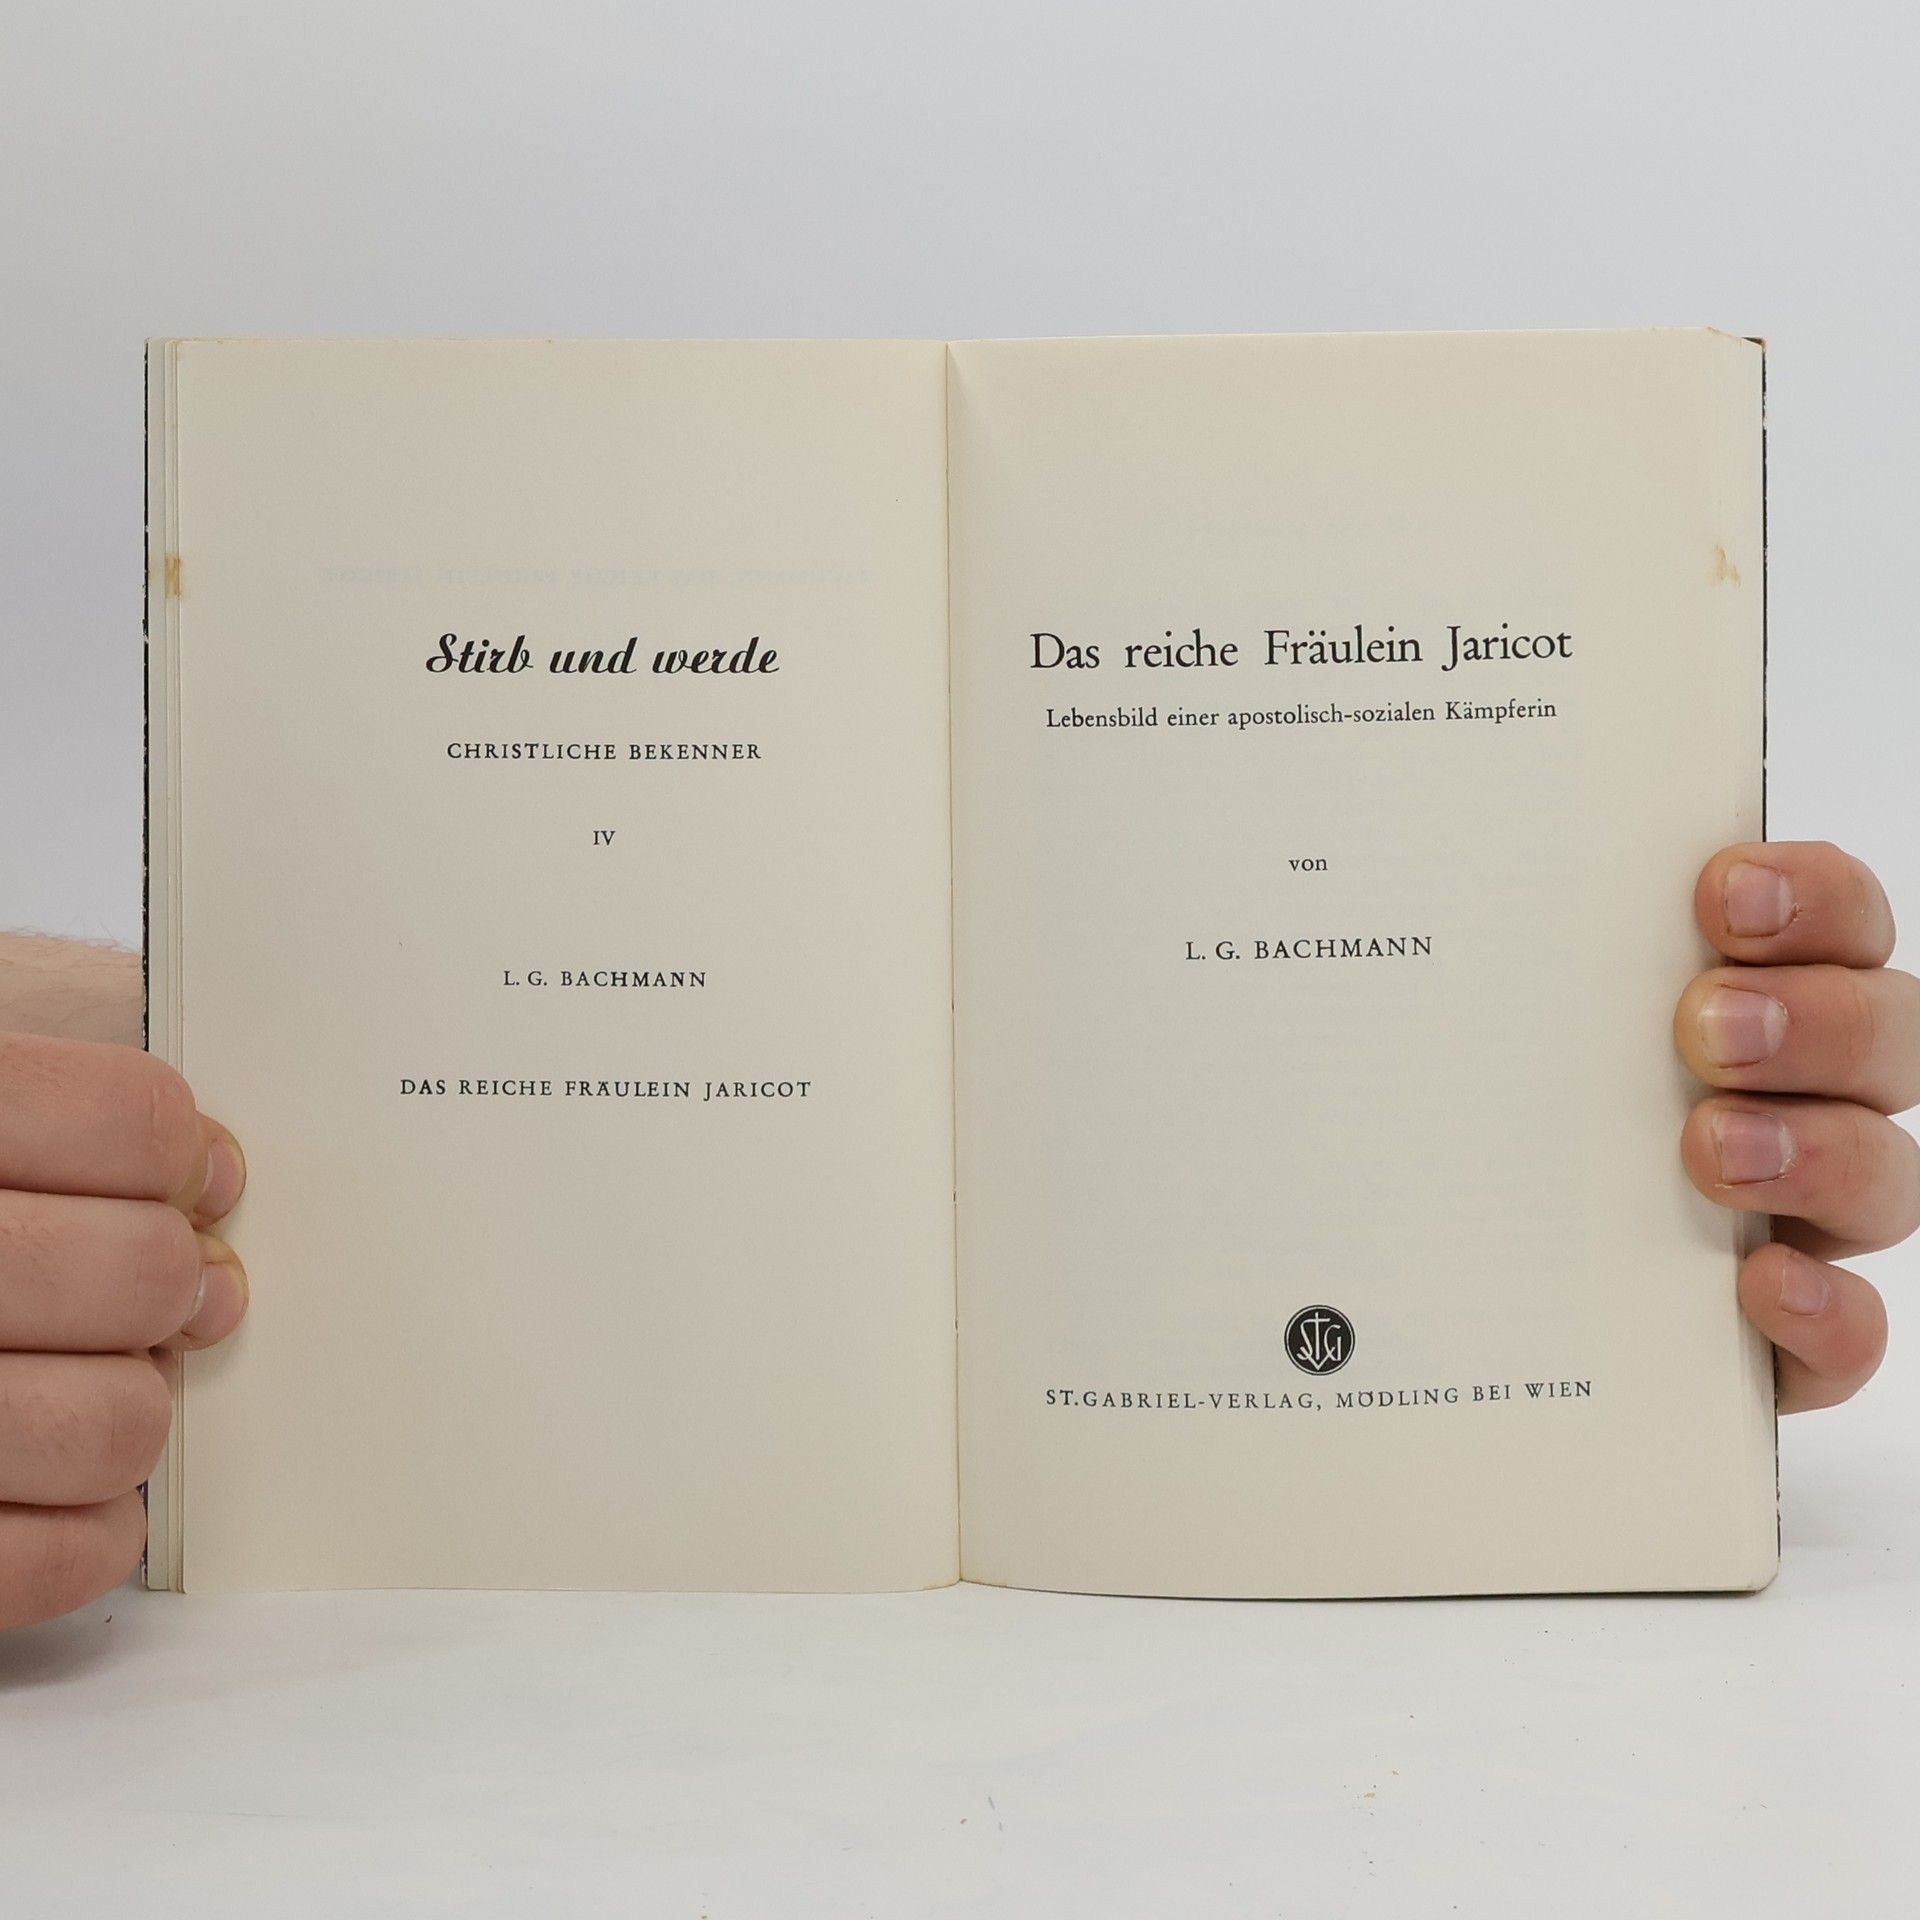 Stirb und werde
CHRISTLICHE BEKENNER
IV
L. G. BACHMANN
DAS REICHE FRÄULEIN JARICOT
Das reiche Fräulein Jaricot
Lebensbild einer apostolisch-sozialen Kämpferin
von
L. G. BACHMANN
STG
ST. GABRIEL-VERLAG, MÖDLING BEI WIEN